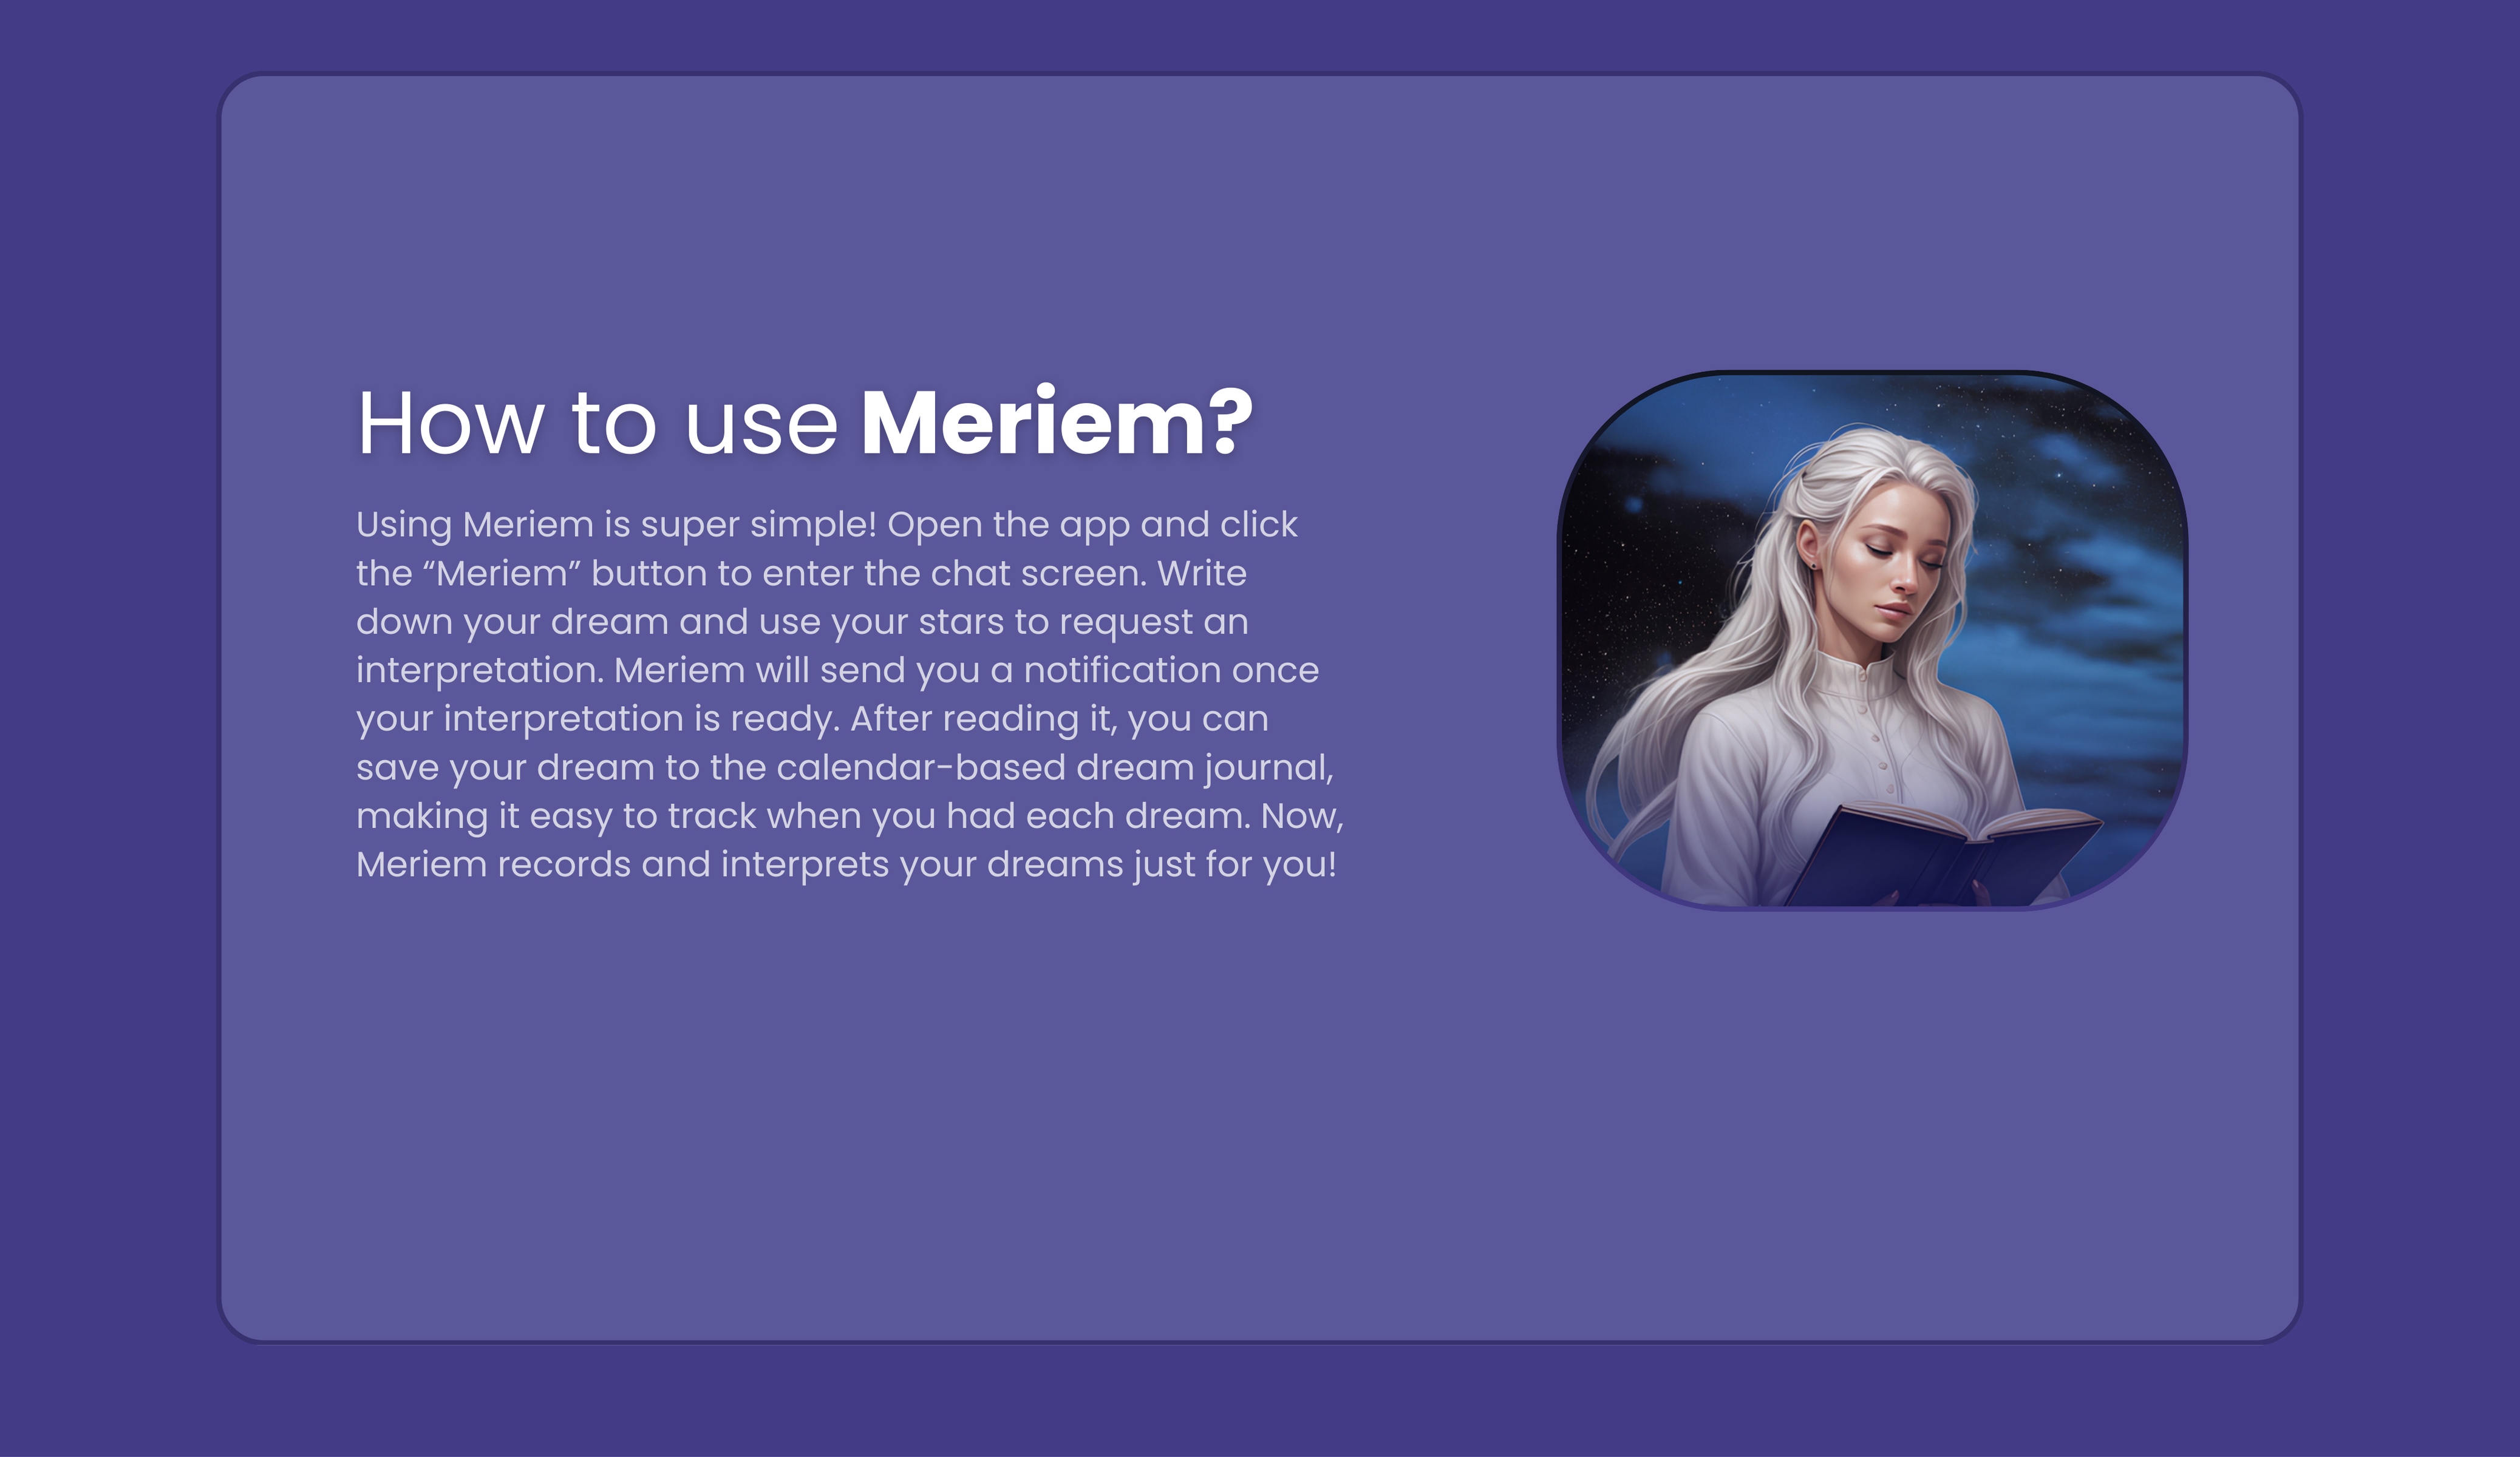 How to use Meriem?
Using Meriem is super simple! Open the app and click
the “Meriem” button to enter the chat screen. Write
down your dream and use your stars to request an
interpretation. Meriem will send you a notification once
your interpretation is ready. After reading it, you can
save your dream to the calendar-based dream journal,
making it easy to track when you had each dream. Now,
Meriem records and interprets your dreams just for you!